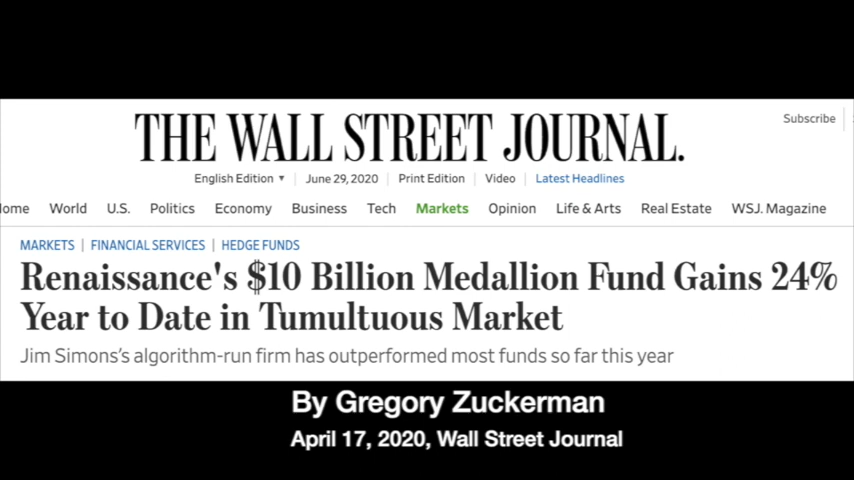 THE WALL STREET JOURNAL.
Subscribe
English Edition ▼ | June 29, 2020 | Print Edition | Video | Latest Headlines
ome World U.S. Politics Economy Business Tech Markets Opinion Life & Arts Real Estate WSJ. Magazine
MARKETS | FINANCIAL SERVICES | HEDGE FUNDS
Renaissance's $10 Billion Medallion Fund Gains 24%
Year to Date in Tumultuous Market
Jim Simons's algorithm-run firm has outperformed most funds so far this year
By Gregory Zuckerman
April 17, 2020, Wall Street Journal